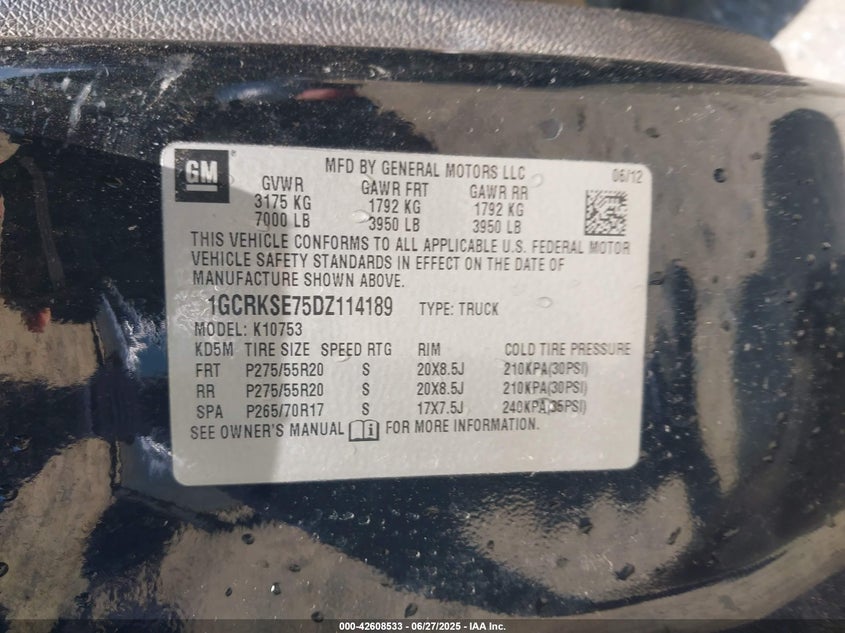 GM
MFD BY GENERAL MOTORS LLC 06/12
GVWR GAWR FRT GAWR RR
3175 KG 1792 KG 1792 KG
7000 LB 3950 LB 3950 LB
THIS VEHICLE CONFORMS TO ALL APPLICABLE U.S. FEDERAL MOTOR
VEHICLE SAFETY STANDARDS IN EFFECT ON THE DATE OF
MANUFACTURE SHOWN ABOVE.
1GCRKSE75DZ114189 TYPE: TRUCK
MODEL: K10753
KD5M TIRE SIZE SPEED RTG RIM COLD TIRE PRESSURE
FRT P275/55R20 S 20X8.5J 210KPA(30PSI)
RR P275/55R20 S 20X8.5J 210KPA(30PSI)
SPA P265/70R17 S 17X7.5J 240KPA(35PSI)
SEE OWNER'S MANUAL FOR MORE INFORMATION.
000-42608533 — 06/27/2025 — IAA Inc.